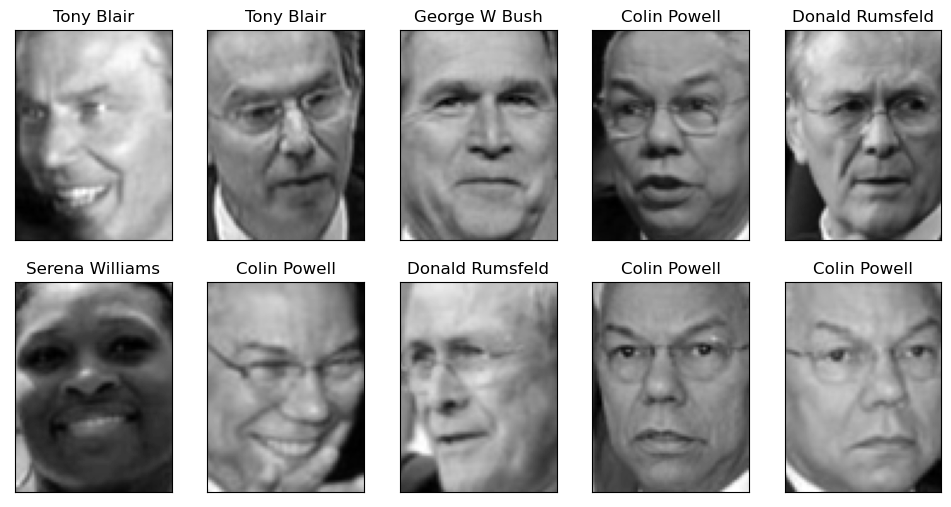 Tony Blair
Tony Blair
George W Bush
Colin Powell
Donald Rumsfeld
Serena Williams
Colin Powell
Donald Rumsfeld
Colin Powell
Colin Powell